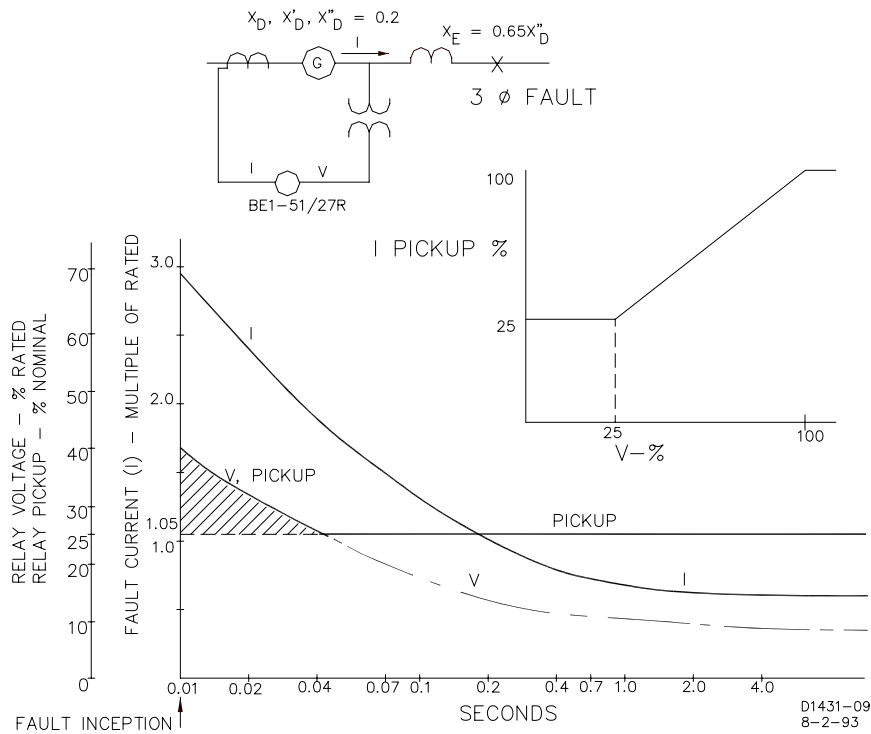 X_D, X'_D, X"_D = 0.2
I
X_E = 0.65X"_D
G
3 ø FAULT
I
V
BE1-51/27R
100
I PICKUP %
25
25
100
V-%
RELAY VOLTAGE - % RATED
RELAY PICKUP - % NOMINAL
FAULT CURRENT (I) - MULTIPLE OF RATED
70
60
50
40
30
25
20
10
0
3.0
2.0
1.05
1.0
I
V, PICKUP
PICKUP
V
I
0.01
0.02
0.04
0.07
0.1
0.2
0.4
0.7
1.0
2.0
4.0
SECONDS
FAULT INCEPTION
D1431-09
8-2-93